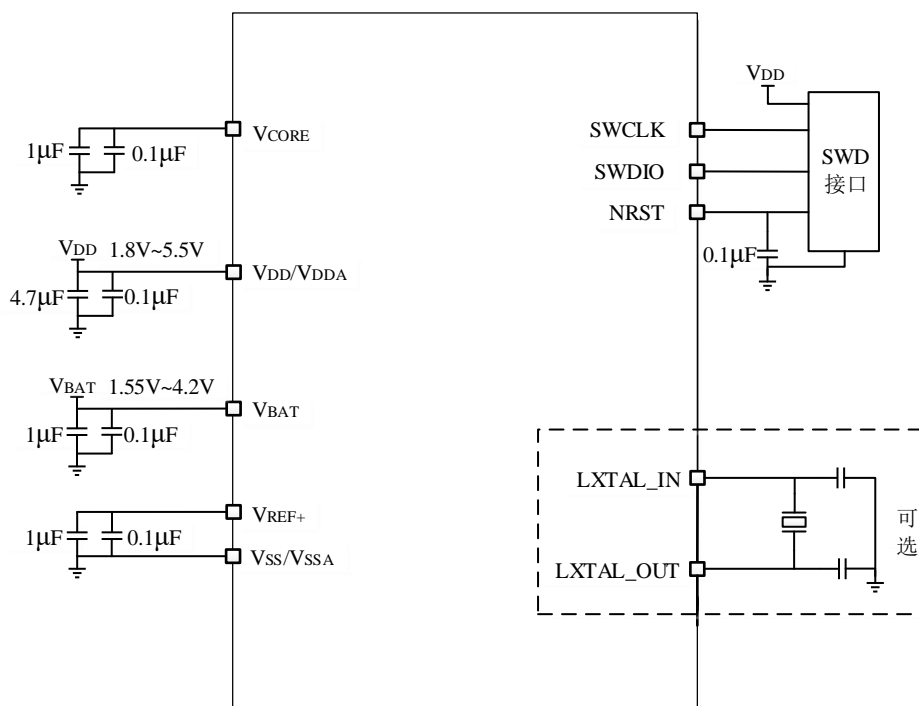 VCORE
1μF
0.1μF
VDD 1.8V~5.5V
VDD/VDDA
4.7μF
0.1μF
VBAT 1.55V~4.2V
VBAT
1μF
0.1μF
VREF+
1μF
0.1μF
VSS/VSSA
VDD
SWCLK
SWDIO
NRST
SWD
接口
0.1μF
LXTAL_IN
LXTAL_OUT
可
选